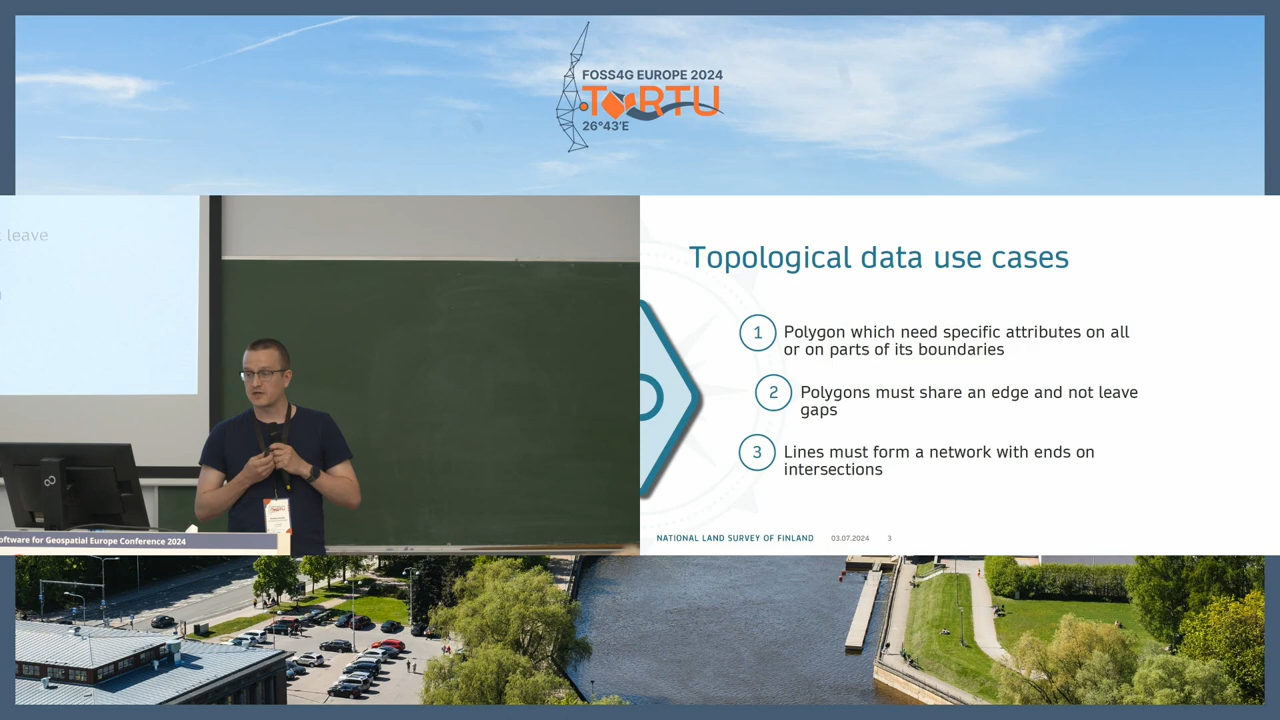 FOSS4G EUROPE 2024
TARTU
26°43'E
leave
Topological data use cases
1
Polygon which need specific attributes on all
or on parts of its boundaries
2
Polygons must share an edge and not leave
gaps
3
Lines must form a network with ends on
intersections
NATIONAL LAND SURVEY OF FINLAND
03.07.2024
3
oftware for Geospatial Europe Conference 2024